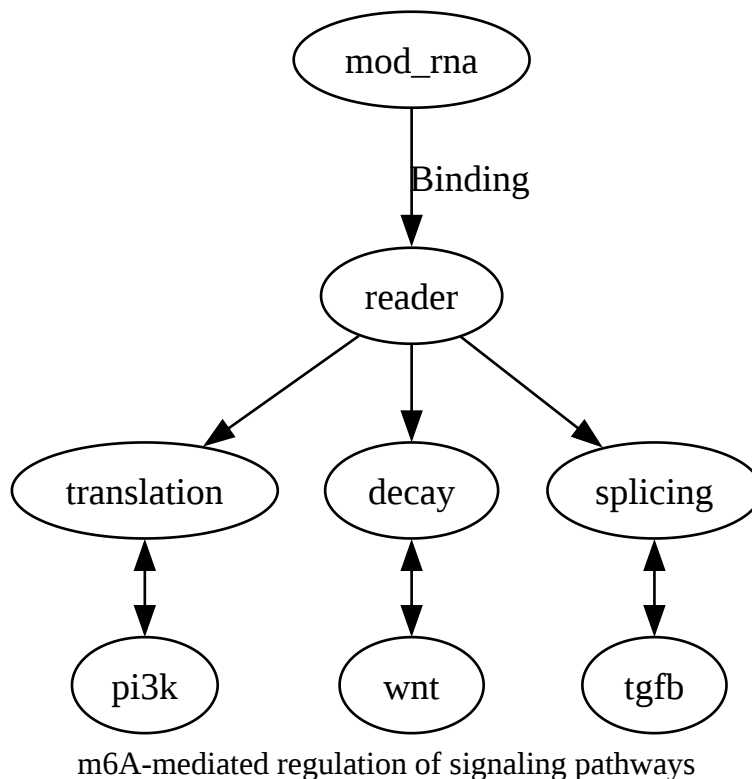 mod_rna
Binding
reader
translation decay splicing
pi3k wnt tgfb
m6A-mediated regulation of signaling pathways